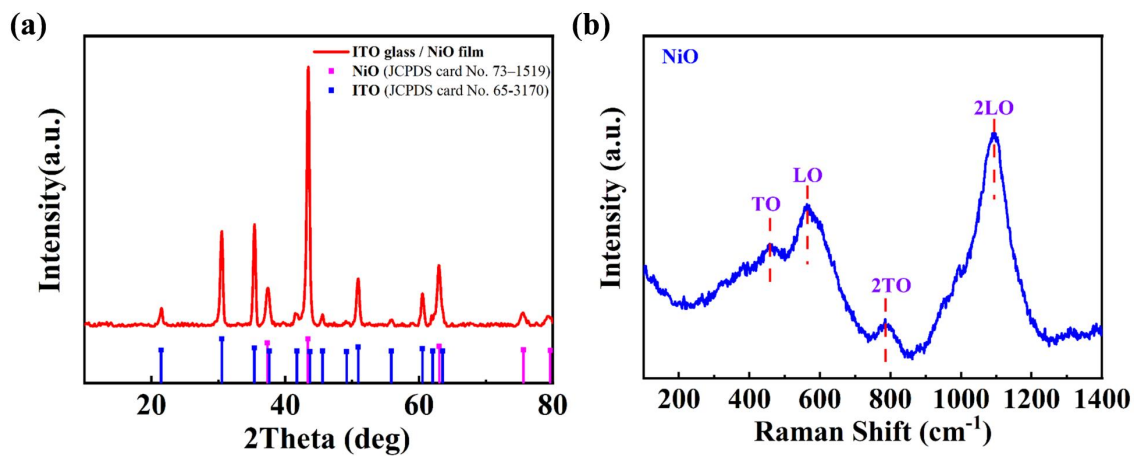 (a)
ITO glass / NiO film
NiO (JCPDS card No. 73–1519)
ITO (JCPDS card No. 65-3170)
Intensity(a.u.)
20 40 60 80
2Theta (deg)
(b)
NiO
2LO
LO
TO
2TO
Intensity (a.u.)
200 400 600 800 1000 1200 1400
Raman Shift (cm-1)